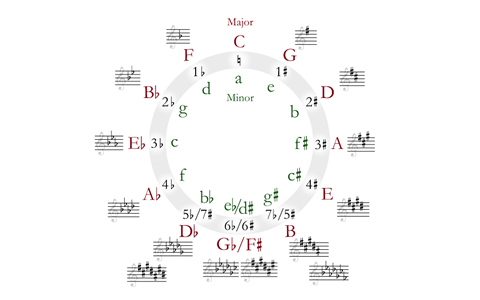 Major
C
♮
F
G
1♭
1♯
a
d
e
Minor
B♭
D
2♭
2♯
g
b
E♭
A
3♭
3♯
c
f♯
A♭
E
4♭
4♯
f
c♯
b♭
g♯
e♭/d♯
5♭/7♯
7♭/5♯
6♭/6♯
D♭
B
G♭/F♯